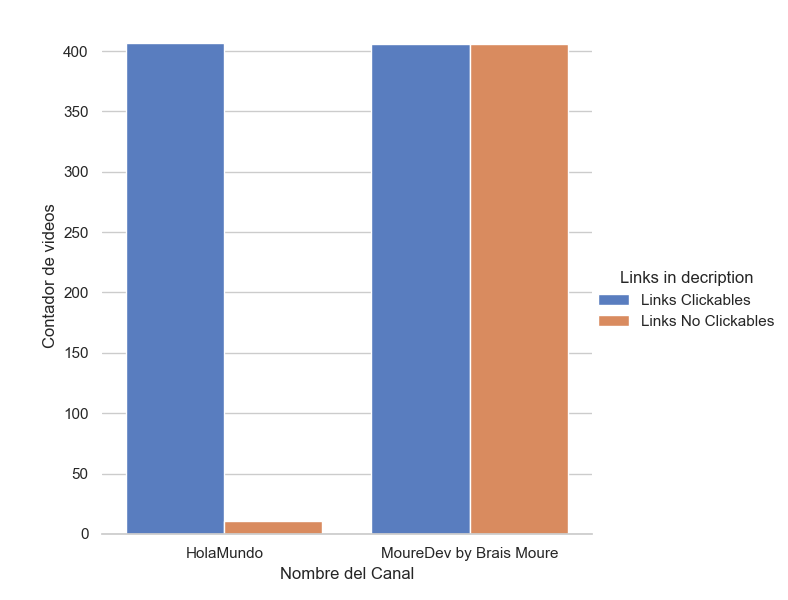 400
350
300
250
200
150
100
50
0
Contador de videos
HolaMundo
MoureDev by Brais Moure
Nombre del Canal
Links in decription
Links Clickables
Links No Clickables